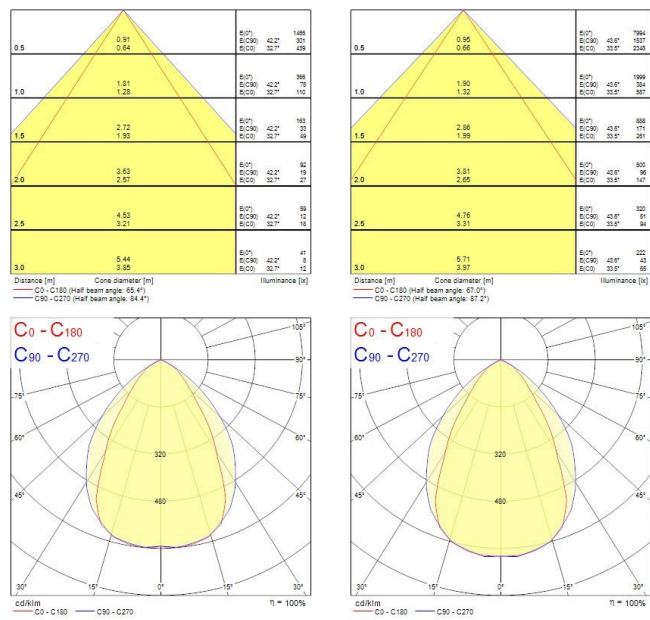 E(0°) 1466
0.91 E(C90) 42.2° 301
0.5 0.64 E(C0) 32.7° 439
E(0°) 366
1.81 E(C90) 42.2° 75
1.0 1.28 E(C0) 32.7° 110
E(0°) 163
2.72 E(C90) 42.2° 33
1.5 1.93 E(C0) 32.7° 49
E(0°) 92
3.63 E(C90) 42.2° 19
2.0 2.57 E(C0) 32.7° 27
E(0°) 59
4.53 E(C90) 42.2° 12
2.5 3.21 E(C0) 32.7° 18
E(0°) 41
5.44 E(C90) 42.2° 8
3.0 3.85 E(C0) 32.7° 12
Distance [m] Cone diameter [m] Illuminance [lx]
C0 - C180 (Half beam angle: 65.4°)
C90 - C270 (Half beam angle: 84.4°)
E(0°) 7994
0.95 E(C90) 43.6° 1537
0.5 0.66 E(C0) 33.5° 2348
E(0°) 1999
1.90 E(C90) 43.6° 384
1.0 1.32 E(C0) 33.5° 587
E(0°) 888
2.86 E(C90) 43.6° 171
1.5 1.99 E(C0) 33.5° 261
E(0°) 500
3.81 E(C90) 43.6° 96
2.0 2.65 E(C0) 33.5° 147
E(0°) 320
4.76 E(C90) 43.6° 61
2.5 3.31 E(C0) 33.5° 94
E(0°) 222
5.71 E(C90) 43.6° 43
3.0 3.97 E(C0) 33.5° 65
Distance [m] Cone diameter [m] Illuminance [lx]
C0 - C180 (Half beam angle: 67.0°)
C90 - C270 (Half beam angle: 87.2°)
C0 - C180
C90 - C270
105°
90°
75° 75°
60° 60°
320
45° 45°
480
30° 15° 0° 15° 30°
cd/klm η = 100%
C0 - C180 C90 - C270
C0 - C180
C90 - C270
105°
90°
75° 75°
60° 60°
320
45° 45°
480
30° 15° 0° 15° 30°
cd/klm η = 100%
C0 - C180 C90 - C270